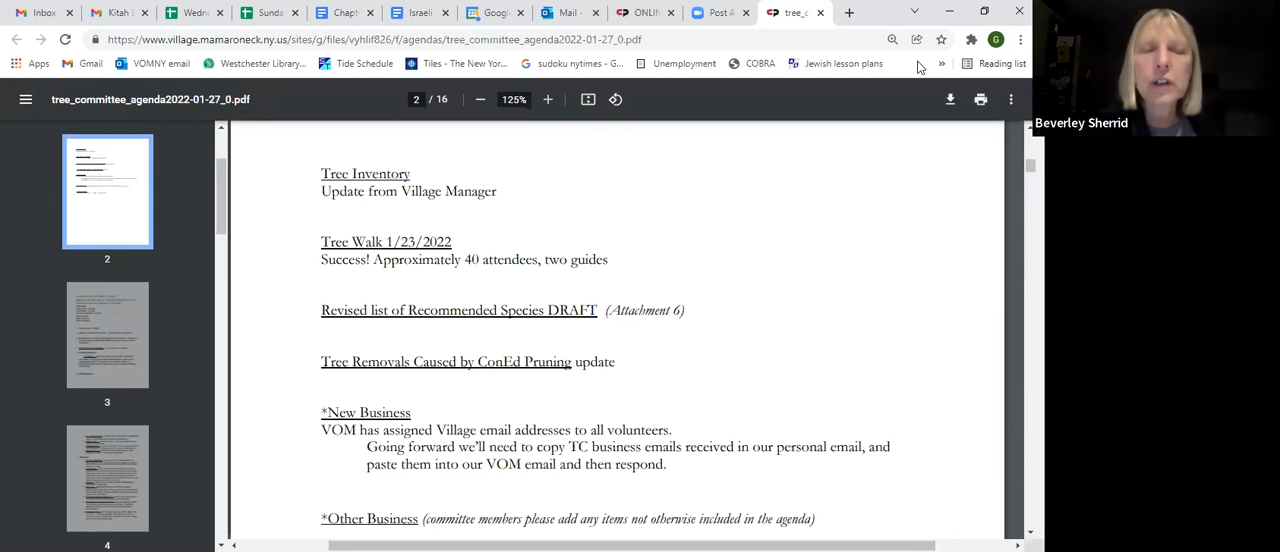 Inbox
Kitah E
Wedne
Sunda
Chapt
Israeli
Googl
Mail -
ONLIN
Post A
tree_c
https://www.village.mamaroneck.ny.us/sites/g/files/vyhlif826/f/agendas/tree_committee_agenda2022-01-27_0.pdf
G
Apps
Gmail
VOMNY email
Westchester Library...
Tide Schedule
Tiles - The New Yor...
sudoku nytimes - G...
Unemployment
COBRA
Jewish lesson plans
»
Reading list
tree_committee_agenda2022-01-27_0.pdf
2 / 16
125%
Beverley Sherrid
2
3
4
Tree Inventory
Update from Village Manager
Tree Walk 1/23/2022
Success! Approximately 40 attendees, two guides
Revised list of Recommended Species DRAFT (Attachment 6)
Tree Removals Caused by ConEd Pruning update
*New Business
VOM has assigned Village email addresses to all volunteers.
Going forward we'll need to copy TC business emails received in our personal email, and
paste them into our VOM email and then respond.
*Other Business (committee members please add any items not otherwise included in the agenda)